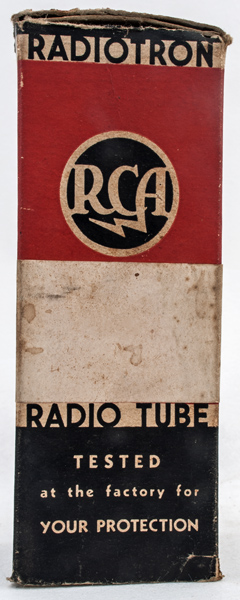 RADIOTRON
RCA
RADIO TUBE
TESTED
at the factory for
YOUR PROTECTION